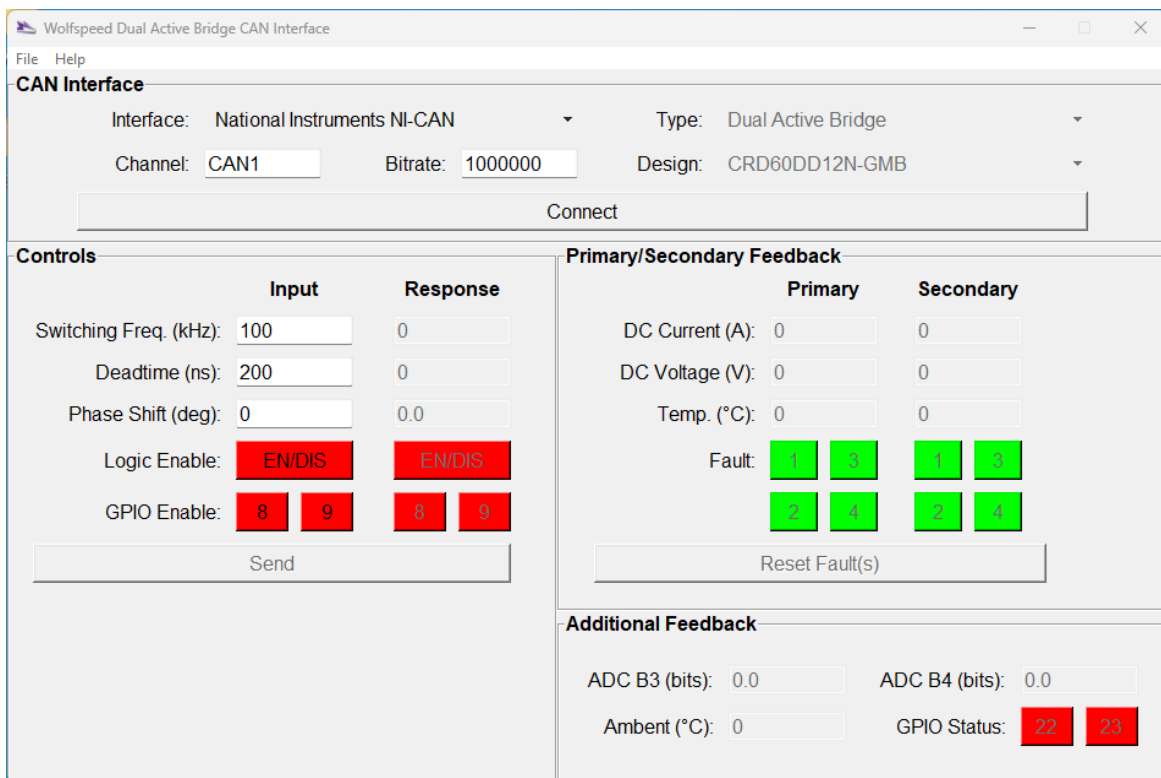 Wolfspeed Dual Active Bridge CAN Interface
File Help
CAN Interface
Interface: National Instruments NI-CAN Type: Dual Active Bridge
Channel: CAN1 Bitrate: 1000000 Design: CRD60DD12N-GMB
Connect
Controls
Input Response
Switching Freq. (kHz): 100 0
Deadtime (ns): 200 0
Phase Shift (deg): 0 0.0
Logic Enable: EN/DIS EN/DIS
GPIO Enable: 8 9 8 9
Send
Primary/Secondary Feedback
Primary Secondary
DC Current (A): 0 0
DC Voltage (V): 0 0
Temp. (°C): 0 0
Fault: 1 3 1 3
2 4 2 4
Reset Fault(s)
Additional Feedback
ADC B3 (bits): 0.0 ADC B4 (bits): 0.0
Ambent (°C): 0 GPIO Status: 22 23